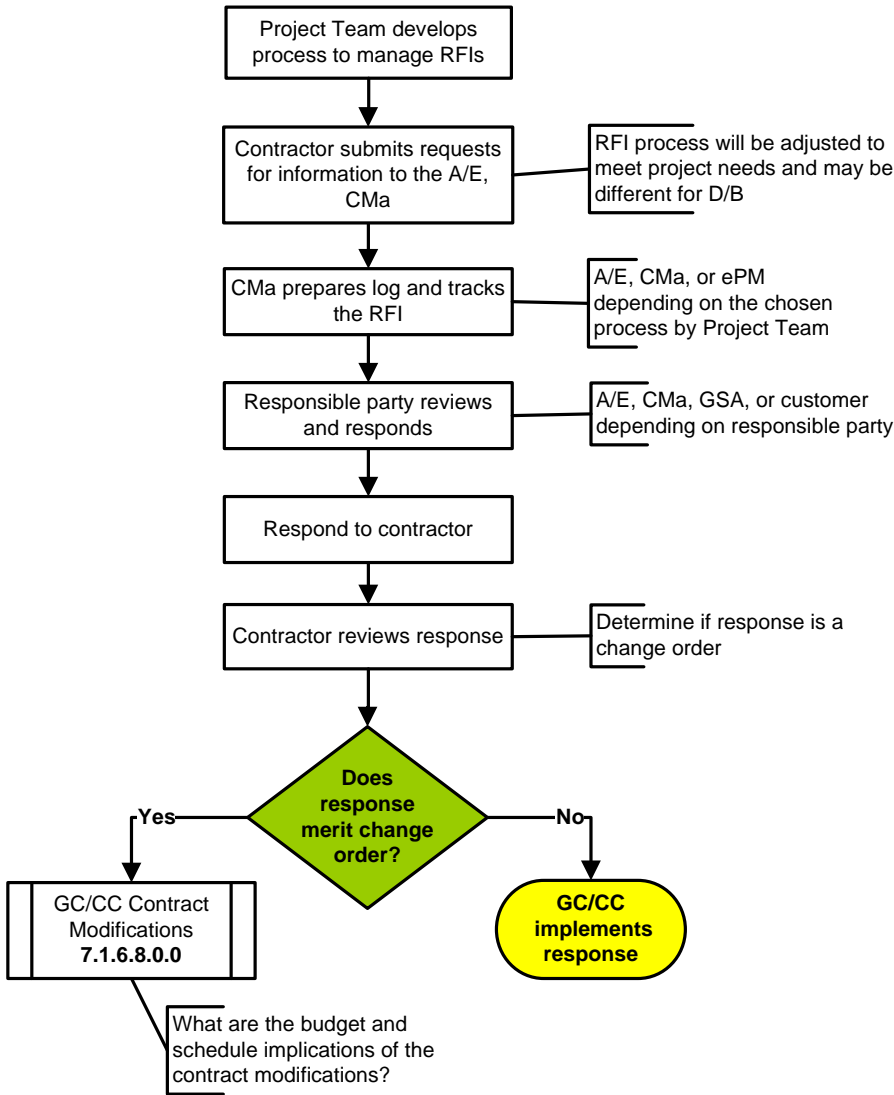 Project Team develops
process to manage RFIs
Contractor submits requests
for information to the A/E,
CMa
RFI process will be adjusted to
meet project needs and may be
different for D/B
CMa prepares log and tracks
the RFI
A/E, CMa, or ePM
depending on the chosen
process by Project Team
Responsible party reviews
and responds
A/E, CMa, GSA, or customer
depending on responsible party
Respond to contractor
Contractor reviews response
Determine if response is a
change order
Does
response
merit change
order?
Yes
No
GC/CC Contract
Modifications
7.1.6.8.0.0
GC/CC
implements
response
What are the budget and
schedule implications of the
contract modifications?